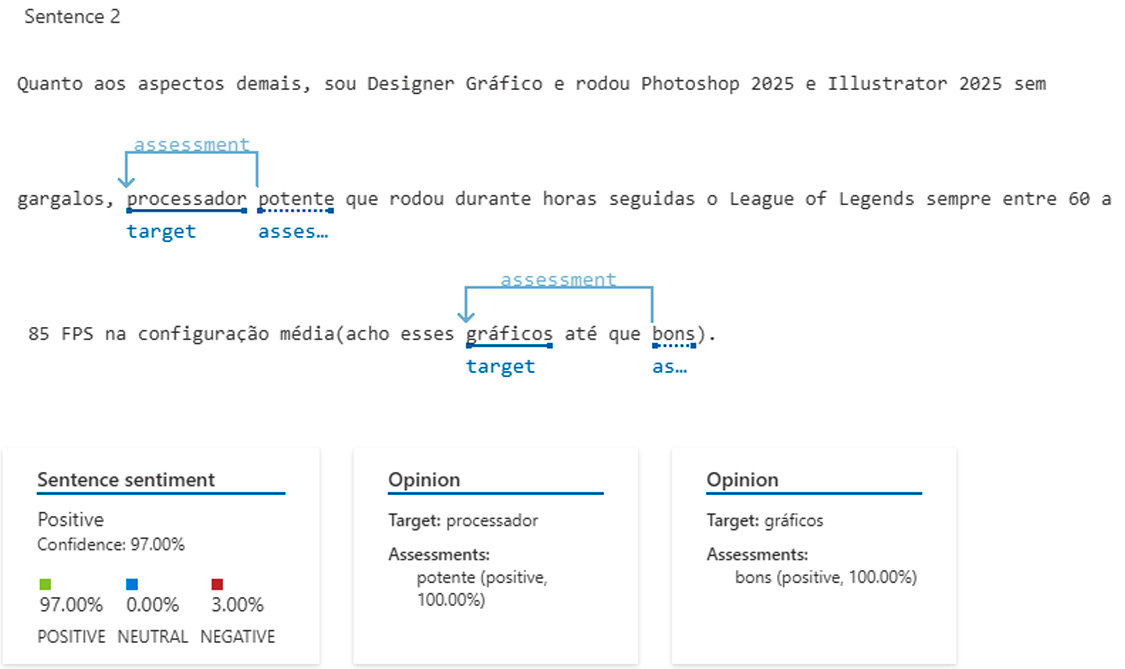 Sentence 2
Quanto aos aspectos demais, sou Designer Gráfico e rodou Photoshop 2025 e Illustrator 2025 sem
assessment
gargalos, processador potente que rodou durante horas seguidas o League of Legends sempre entre 60 a
target asses…
assessment
85 FPS na configuração média(acho esses gráficos até que bons).
target as…
Sentence sentiment
Positive
Confidence: 97.00%
97.00% 0.00% 3.00%
POSITIVE NEUTRAL NEGATIVE
Opinion
Target: processador
Assessments:
potente (positive,
100.00%)
Opinion
Target: gráficos
Assessments:
bons (positive, 100.00%)